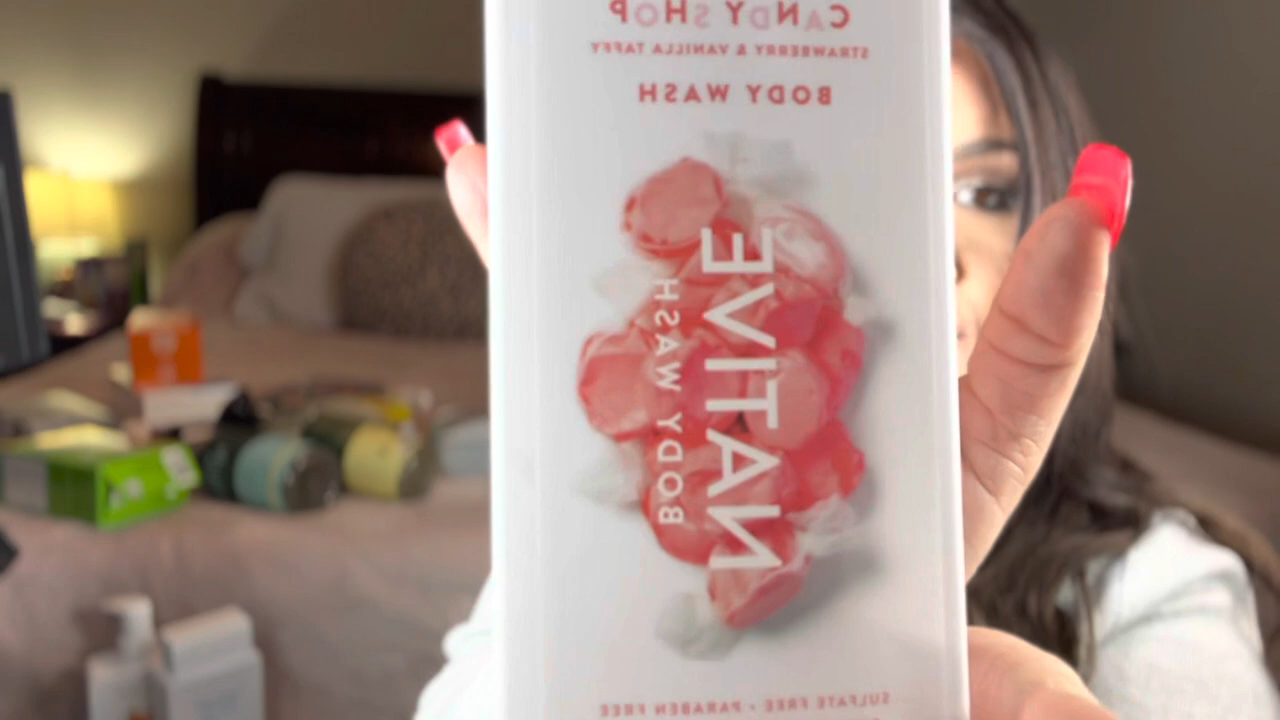 CANDY SHOP
STRAWBERRY & VANILLA TAFFY
BODY WASH
NATIVE
BODY WASH
SULFATE FREE • PARABEN FREE